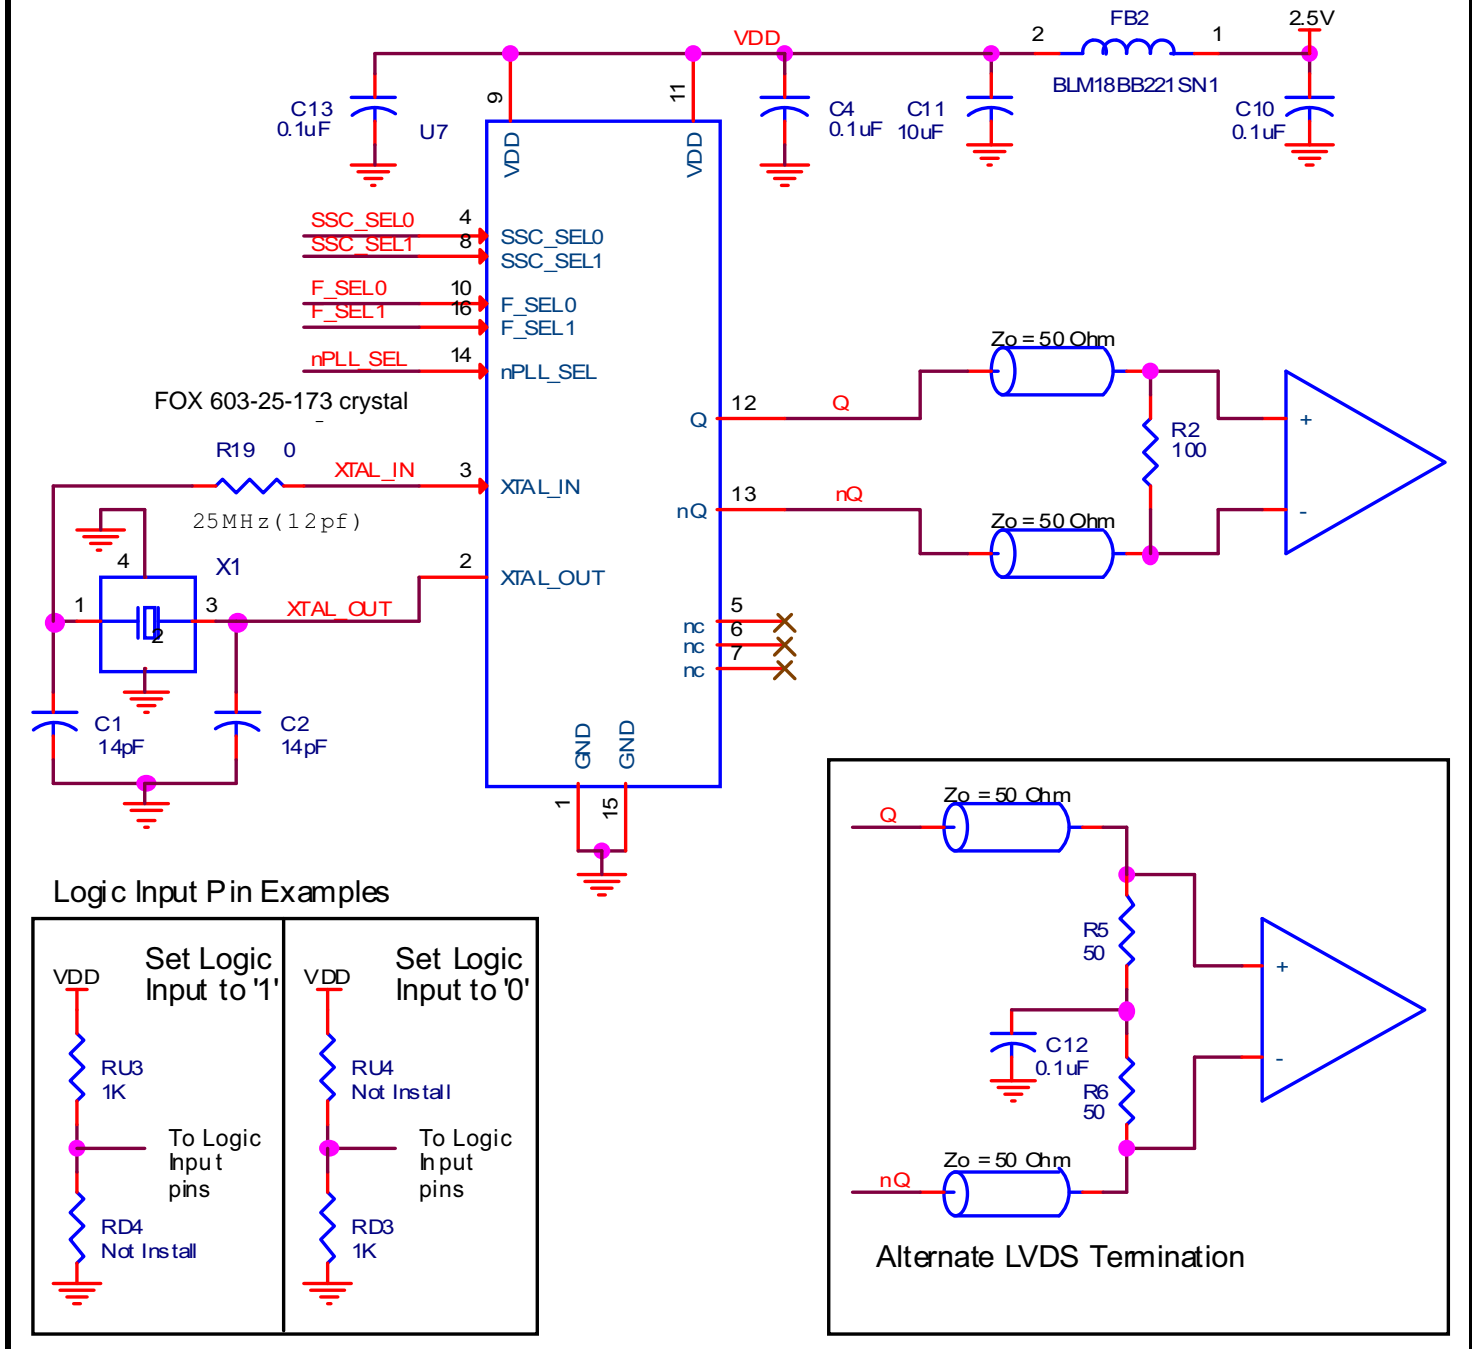 FB2
2.5V
VDD
2
1
BLM18BB221SN1
C13
0.1uF
9
11
U7
C4
0.1uF
C11
10uF
C10
0.1uF
VDD
VDD
SSC_SEL0
4
SSC_SEL0
SSC_SEL1
8
SSC_SEL1
F_SEL0
10
F_SEL0
F_SEL1
16
F_SEL1
nPLL_SEL
14
nPLL_SEL
Zo = 50 Ohm
FOX 603-25-173 crystal
Q
12
Q
R2
100
+
R19 0
XTAL_IN
3
XTAL_IN
nQ
13
nQ
-
25MHz(12pf)
Zo = 50 Ohm
4
X1
2
XTAL_OUT
1
3
XTAL_OUT
2
nc
5
nc
6
nc
7
C1
14pF
C2
14pF
GND
GND
1
15
Logic Input Pin Examples
VDD
Set Logic
Input to '1'
RU3
1K
To Logic
Input
pins
RD4
Not Install
VDD
Set Logic
Input to '0'
RU4
Not Install
To Logic
Input
pins
RD3
1K
Zo = 50 Ohm
Q
R5
50
+
C12
0.1uF
-
R6
50
Zo = 50 Ohm
nQ
Alternate LVDS Termination